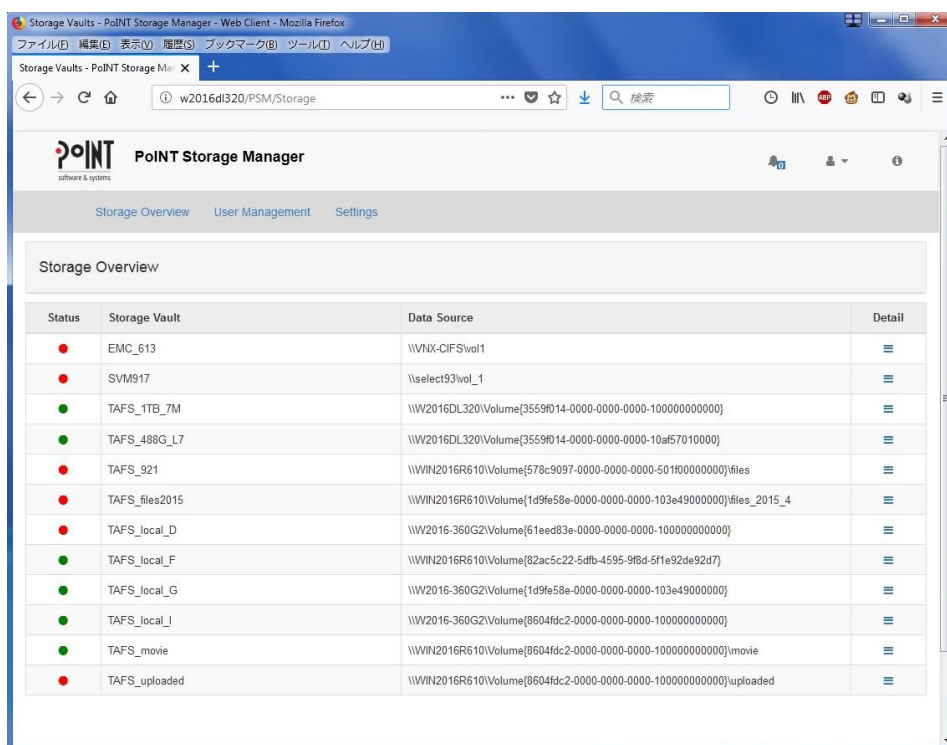 Storage Vaults - PoINT Storage Manager - Web Client - Mozilla Firefox
ファイル(F) 編集(E) 表示(V) 履歴(S) ブックマーク(B) ツール(T) ヘルプ(H)
Storage Vaults - PoINT Storage Ma
w2016dl320/PSM/Storage 検索
ABP
PoINT
software & systems
PoINT Storage Manager
0
Storage Overview User Management Settings
Storage Overview
Status Storage Vault Data Source Detail
EMC_613 \\VNX-CIFS\vol1
SVM917 \\select93\vol_1
TAFS_1TB_7M \\W2016DL320\Volume{3559f014-0000-0000-0000-100000000000}
TAFS_488G_L7 \\W2016DL320\Volume{3559f014-0000-0000-0000-10af57010000}
TAFS_921 \\WIN2016R610\Volume{578c9097-0000-0000-0000-501f00000000}\files
TAFS_files2015 \\WIN2016R610\Volume{1d9fe58e-0000-0000-0000-103e49000000}\files_2015_4
TAFS_local_D \\W2016-360G2\Volume{61eed83e-0000-0000-0000-100000000000}
TAFS_local_F \\WIN2016R610\Volume{82ac5c22-5dfb-4595-9f8d-5f1e92de92d7}
TAFS_local_G \\W2016-360G2\Volume{1d9fe58e-0000-0000-0000-103e49000000}
TAFS_local_I \\W2016-360G2\Volume{8604fdc2-0000-0000-0000-100000000000}
TAFS_movie \\WIN2016R610\Volume{8604fdc2-0000-0000-0000-100000000000}\movie
TAFS_uploaded \\WIN2016R610\Volume{8604fdc2-0000-0000-0000-100000000000}\uploaded